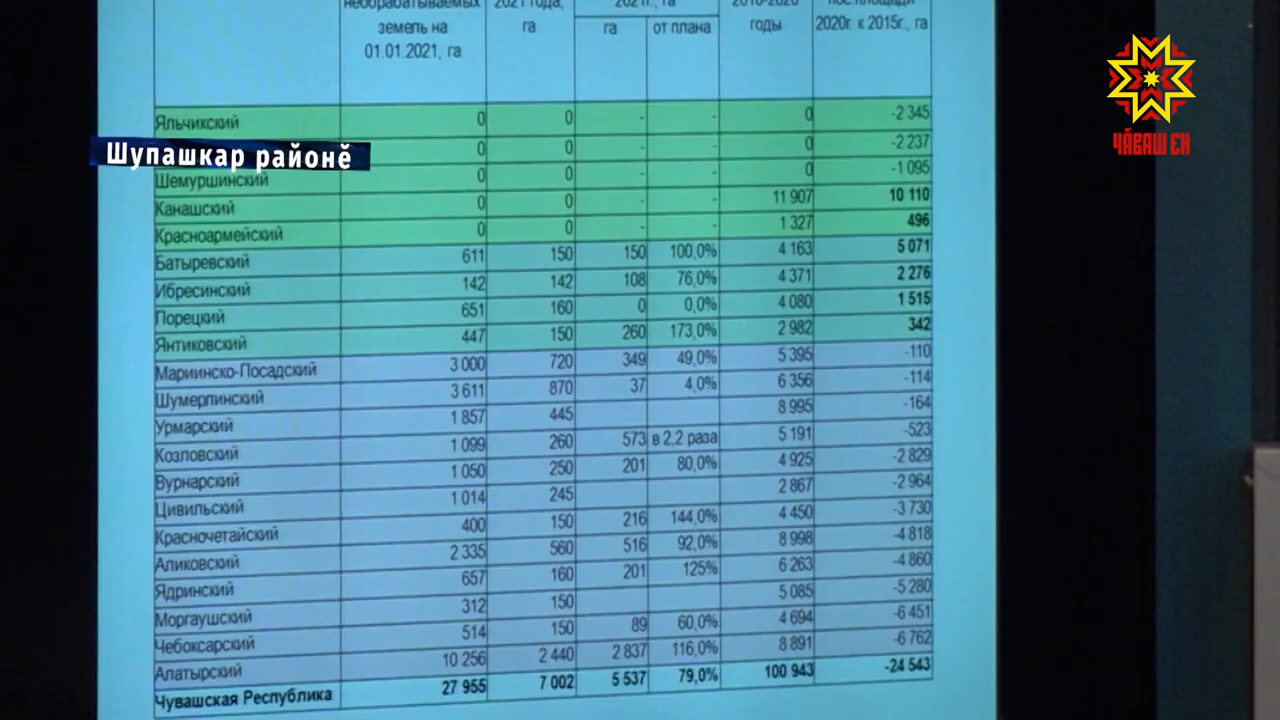 необрабатываемых 2021 года, 2021г., га 2016-2020 пос.площади
земель на га га от плана годы 2020г. к 2015г., га
01.01.2021, га
ЧӐВАШ ЕН
Яльчикский 0 0 - - 0 -2 345
Шупашкар районӗ 0 0 - - 0 -2 237
Шемуршинский 0 0 - - 0 -1 095
Канашский 0 0 - - 11 907 10 110
Красноармейский 0 0 - - 1 327 496
Батыревский 611 150 150 100,0% 4 163 5 071
Ибресинский 142 142 108 76,0% 4 371 2 276
Порецкий 651 160 0 0,0% 4 080 1 515
Янтиковский 447 150 260 173,0% 2 982 342
Мариинско-Посадский 3 000 720 349 49,0% 5 395 -110
Шумерлинский 3 611 870 37 4,0% 6 356 -114
Урмарский 1 857 445 8 995 -164
Козловский 1 099 260 573 в 2,2 раза 5 191 -523
Вурнарский 1 050 250 201 80,0% 4 925 -2 829
Цивильский 1 014 245 2 867 -2 964
Красночетайский 400 150 216 144,0% 4 450 -3 730
Аликовский 2 335 560 516 92,0% 8 998 -4 818
Ядринский 657 160 201 125% 6 263 -4 860
Моргаушский 312 150 5 085 -5 280
Чебоксарский 514 150 89 60,0% 4 694 -6 451
Алатырский 10 256 2 440 2 837 116,0% 8 891 -6 762
Чувашская Республика 27 955 7 002 5 537 79,0% 100 943 -24 543